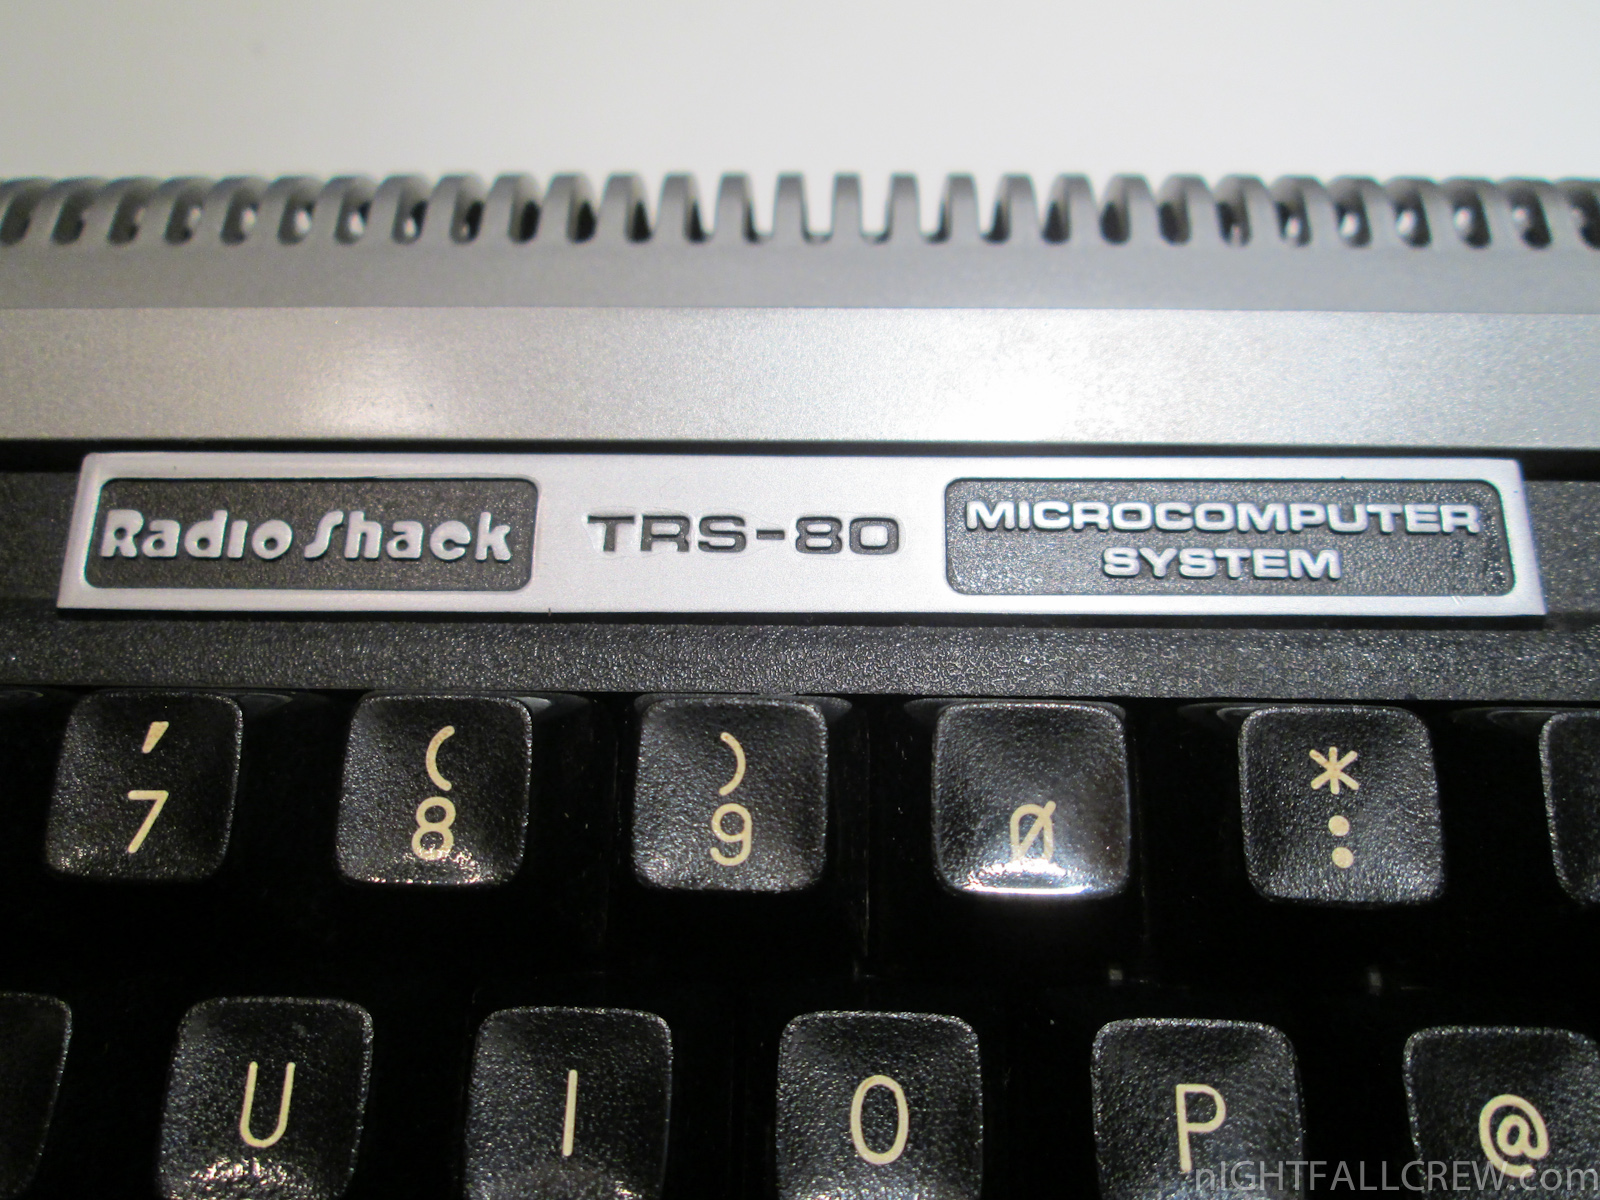 Radio Shack TRS-80 MICROCOMPUTER
SYSTEM
' ( ) *
7 8 9 Ø :
U I O P @
nIGHTFALLCREW.com